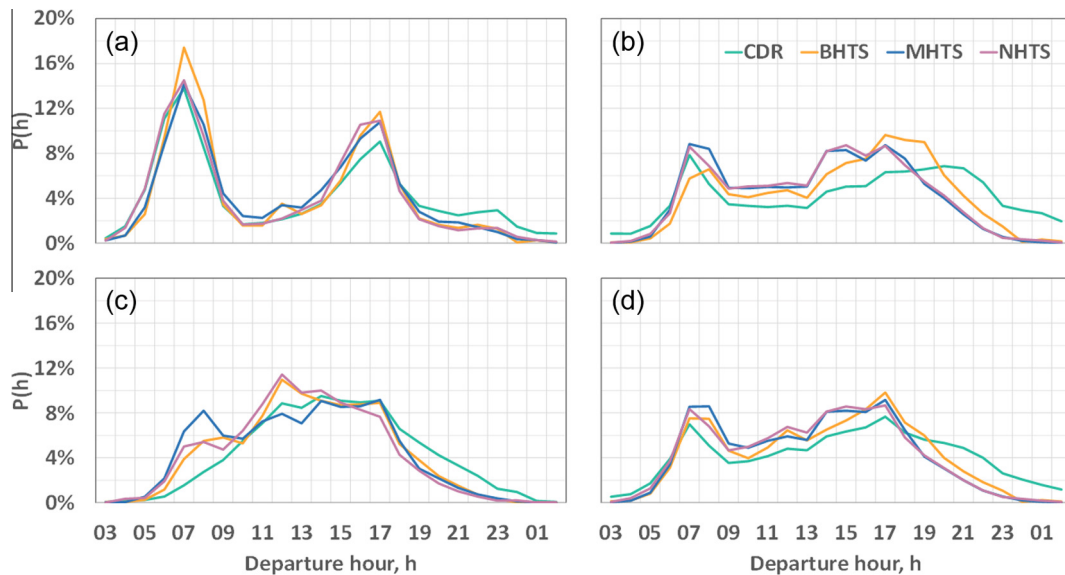 20%
(a)
(b)
CDR BHTS MHTS NHTS
16%
12%
P(h)
8%
4%
0%
20%
(c)
(d)
16%
12%
P(h)
8%
4%
0%
03 05 07 09 11 13 15 17 19 21 23 01
03 05 07 09 11 13 15 17 19 21 23 01
Departure hour, h
Departure hour, h